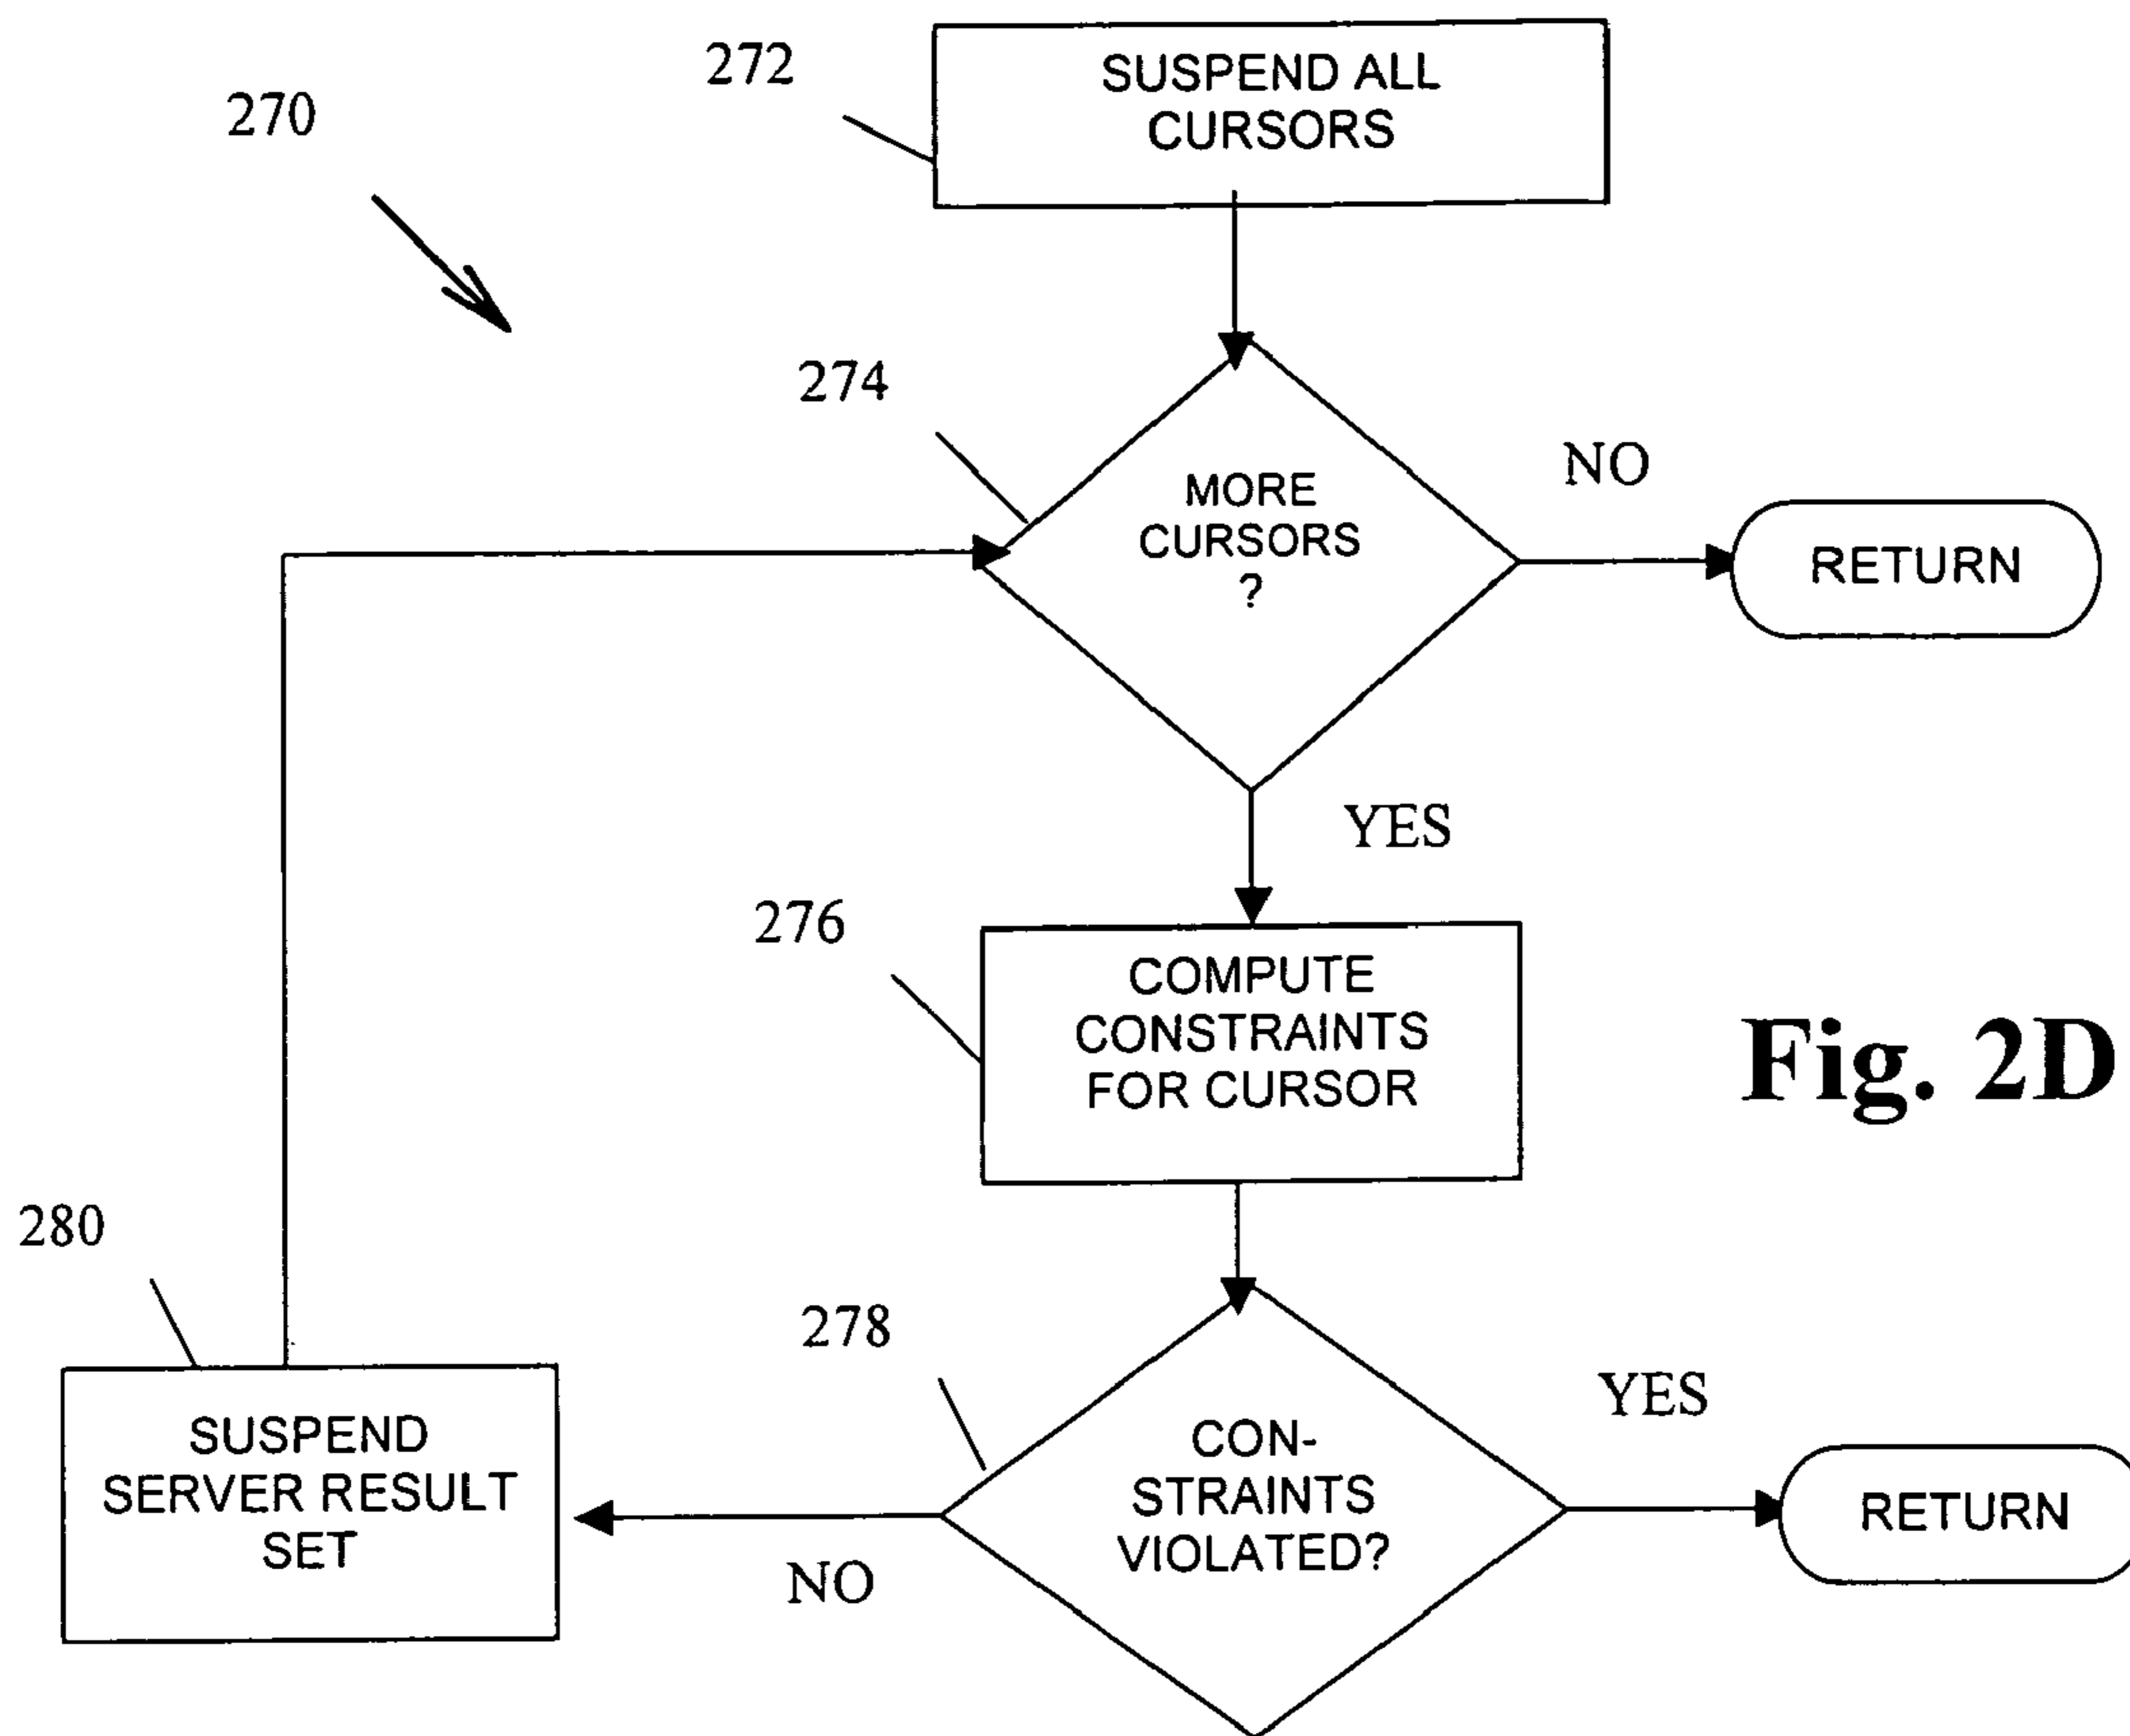 272
SUSPEND ALL
CURSORS
270
274
MORE
CURSORS
?
NO
RETURN
YES
276
COMPUTE
CONSTRAINTS
FOR CURSOR
Fig. 2D
280
SUSPEND
SERVER RESULT
SET
278
CON-
STRAINTS
VIOLATED?
NO
YES
RETURN